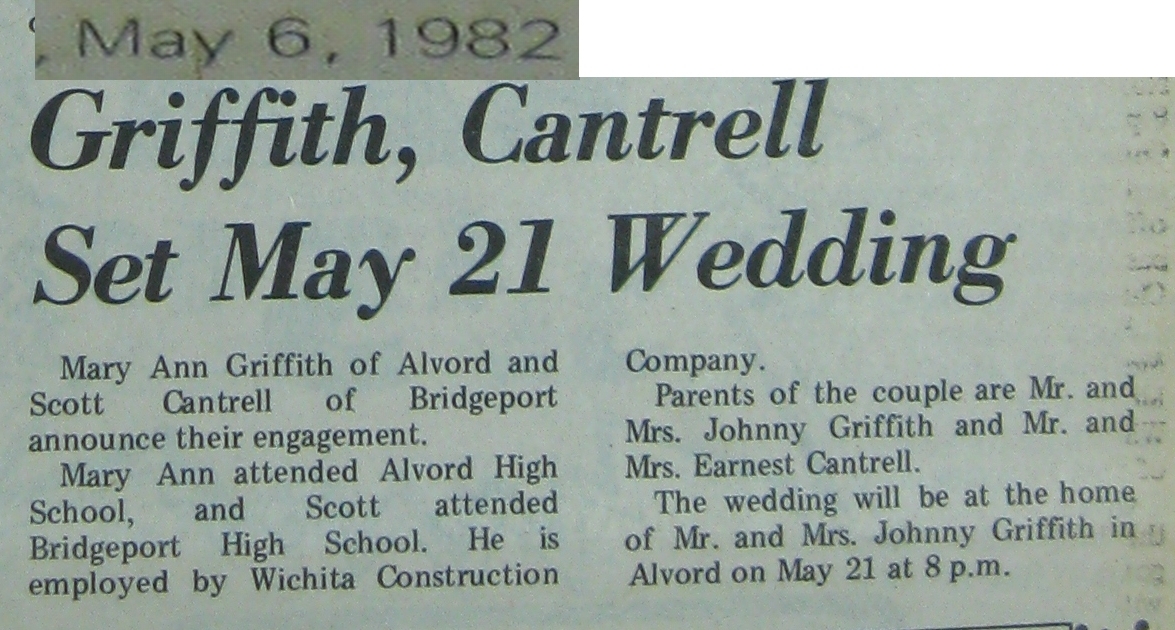 , May 6, 1982
Griffith, Cantrell
Set May 21 Wedding
Mary Ann Griffith of Alvord and
Scott Cantrell of Bridgeport
announce their engagement.
Mary Ann attended Alvord High
School, and Scott attended
Bridgeport High School. He is
employed by Wichita Construction
Company.
Parents of the couple are Mr. and
Mrs. Johnny Griffith and Mr. and
Mrs. Earnest Cantrell.
The wedding will be at the home
of Mr. and Mrs. Johnny Griffith in
Alvord on May 21 at 8 p.m.